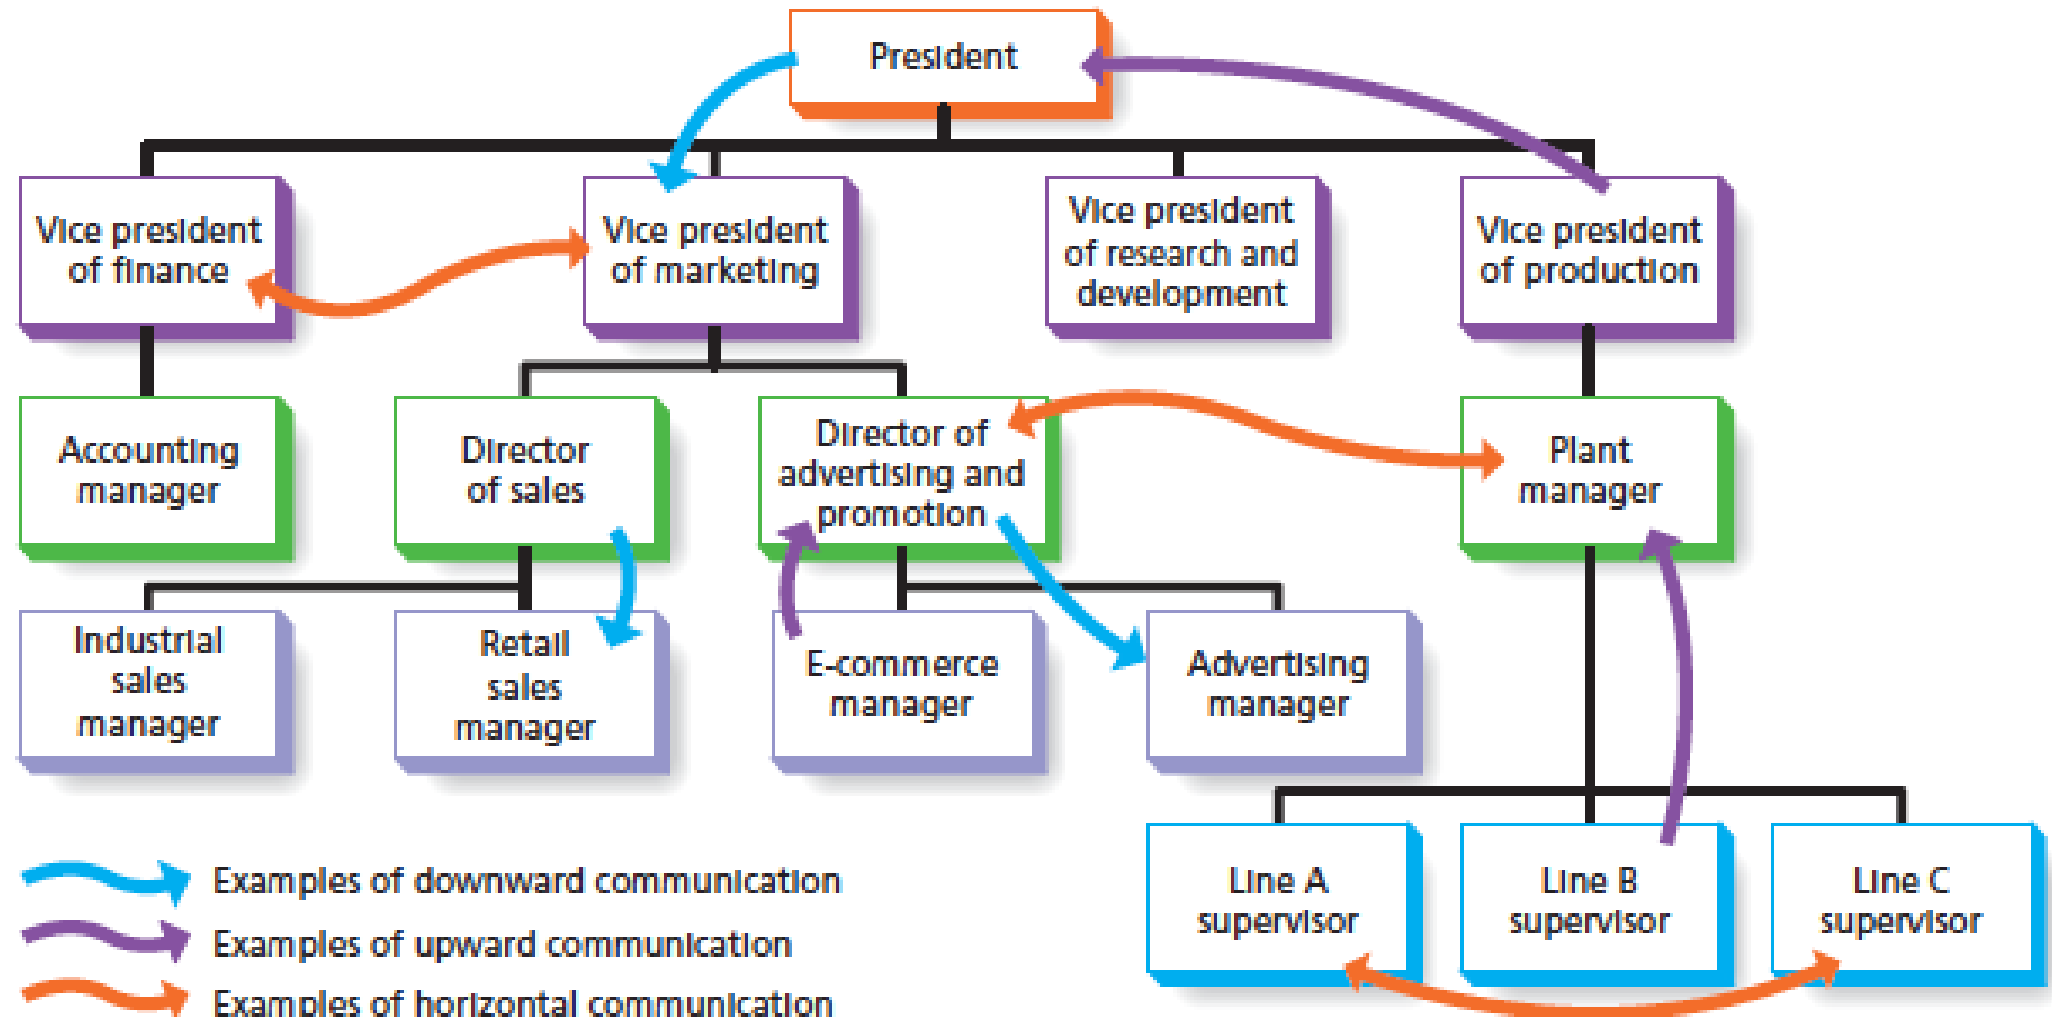 President
Vice president
of finance
Vice president
of marketing
Vice president
of research and
development
Vice president
of production
Accounting
manager
Director
of sales
Director of
advertising and
promotion
Plant
manager
Industrial
sales
manager
Retail
sales
manager
E-commerce
manager
Advertising
manager
Line A
supervisor
Line B
supervisor
Line C
supervisor
Examples of downward communication
Examples of upward communication
Examples of horizontal communication